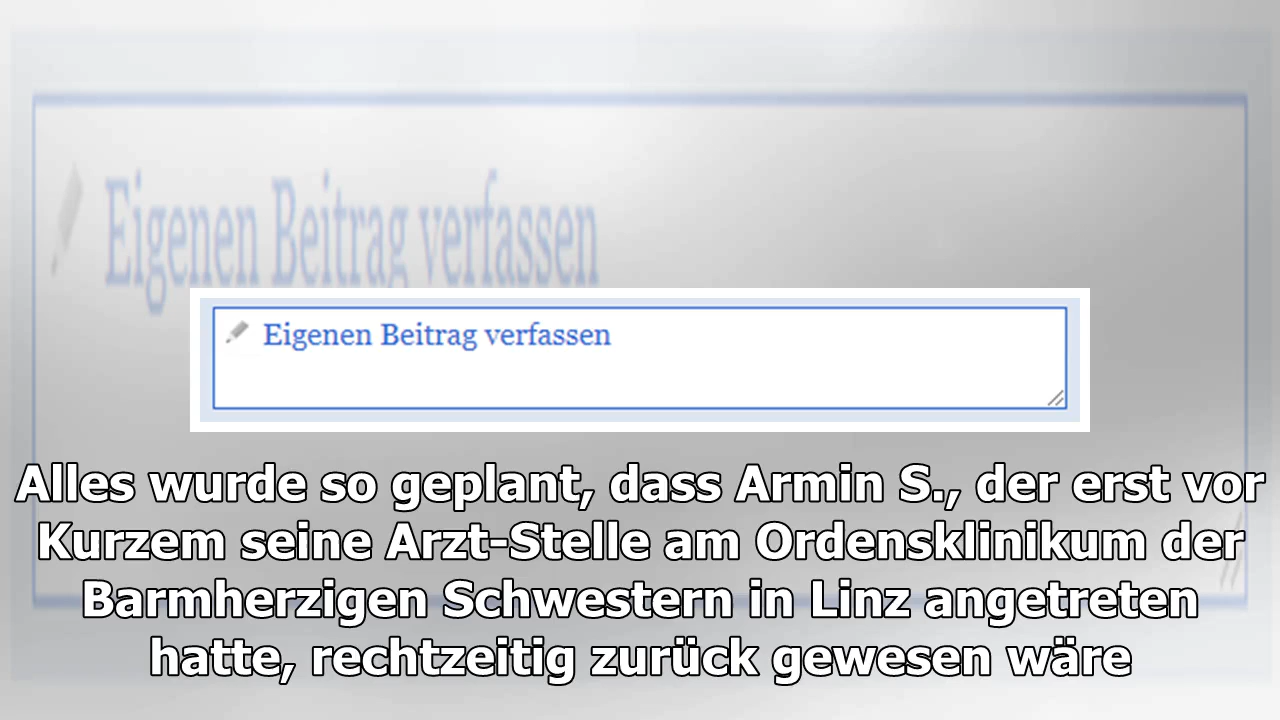 Eigenen Beitrag verfassen
Eigenen Beitrag verfassen
Alles wurde so geplant, dass Armin S., der erst vor
Kurzem seine Arzt-Stelle am Ordensklinikum der
Barmherzigen Schwestern in Linz angetreten
hatte, rechtzeitig zurück gewesen wäre